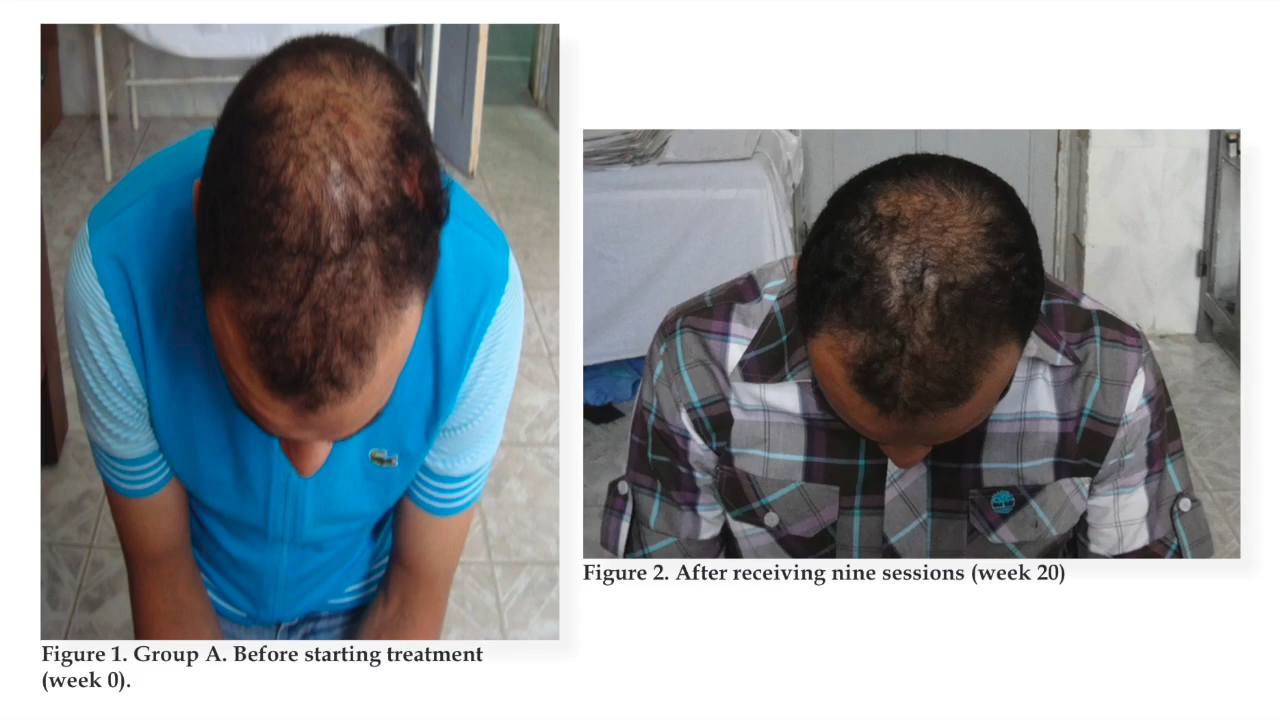 Figure 1. Group A. Before starting treatment
(week 0).
Figure 2. After receiving nine sessions (week 20)